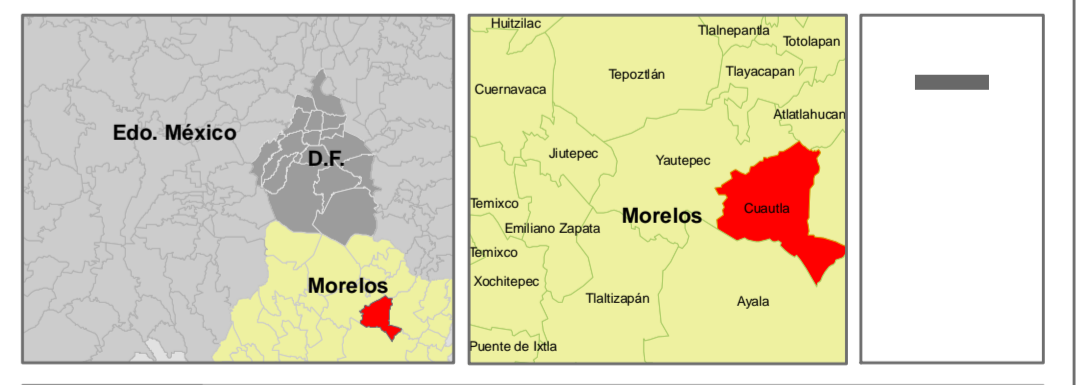 Edo. México
D.F.
Morelos
Huitzilac
Tlalnepantla
Totolapan
Tepoztlán
Tlayacapan
Cuernavaca
Atlatlahucan
Jiutepec
Yautepec
Temixco
Cuautla
Morelos
Emiliano Zapata
Temixco
Xochitepec
Tlaltizapán
Ayala
Puente de Ixtla